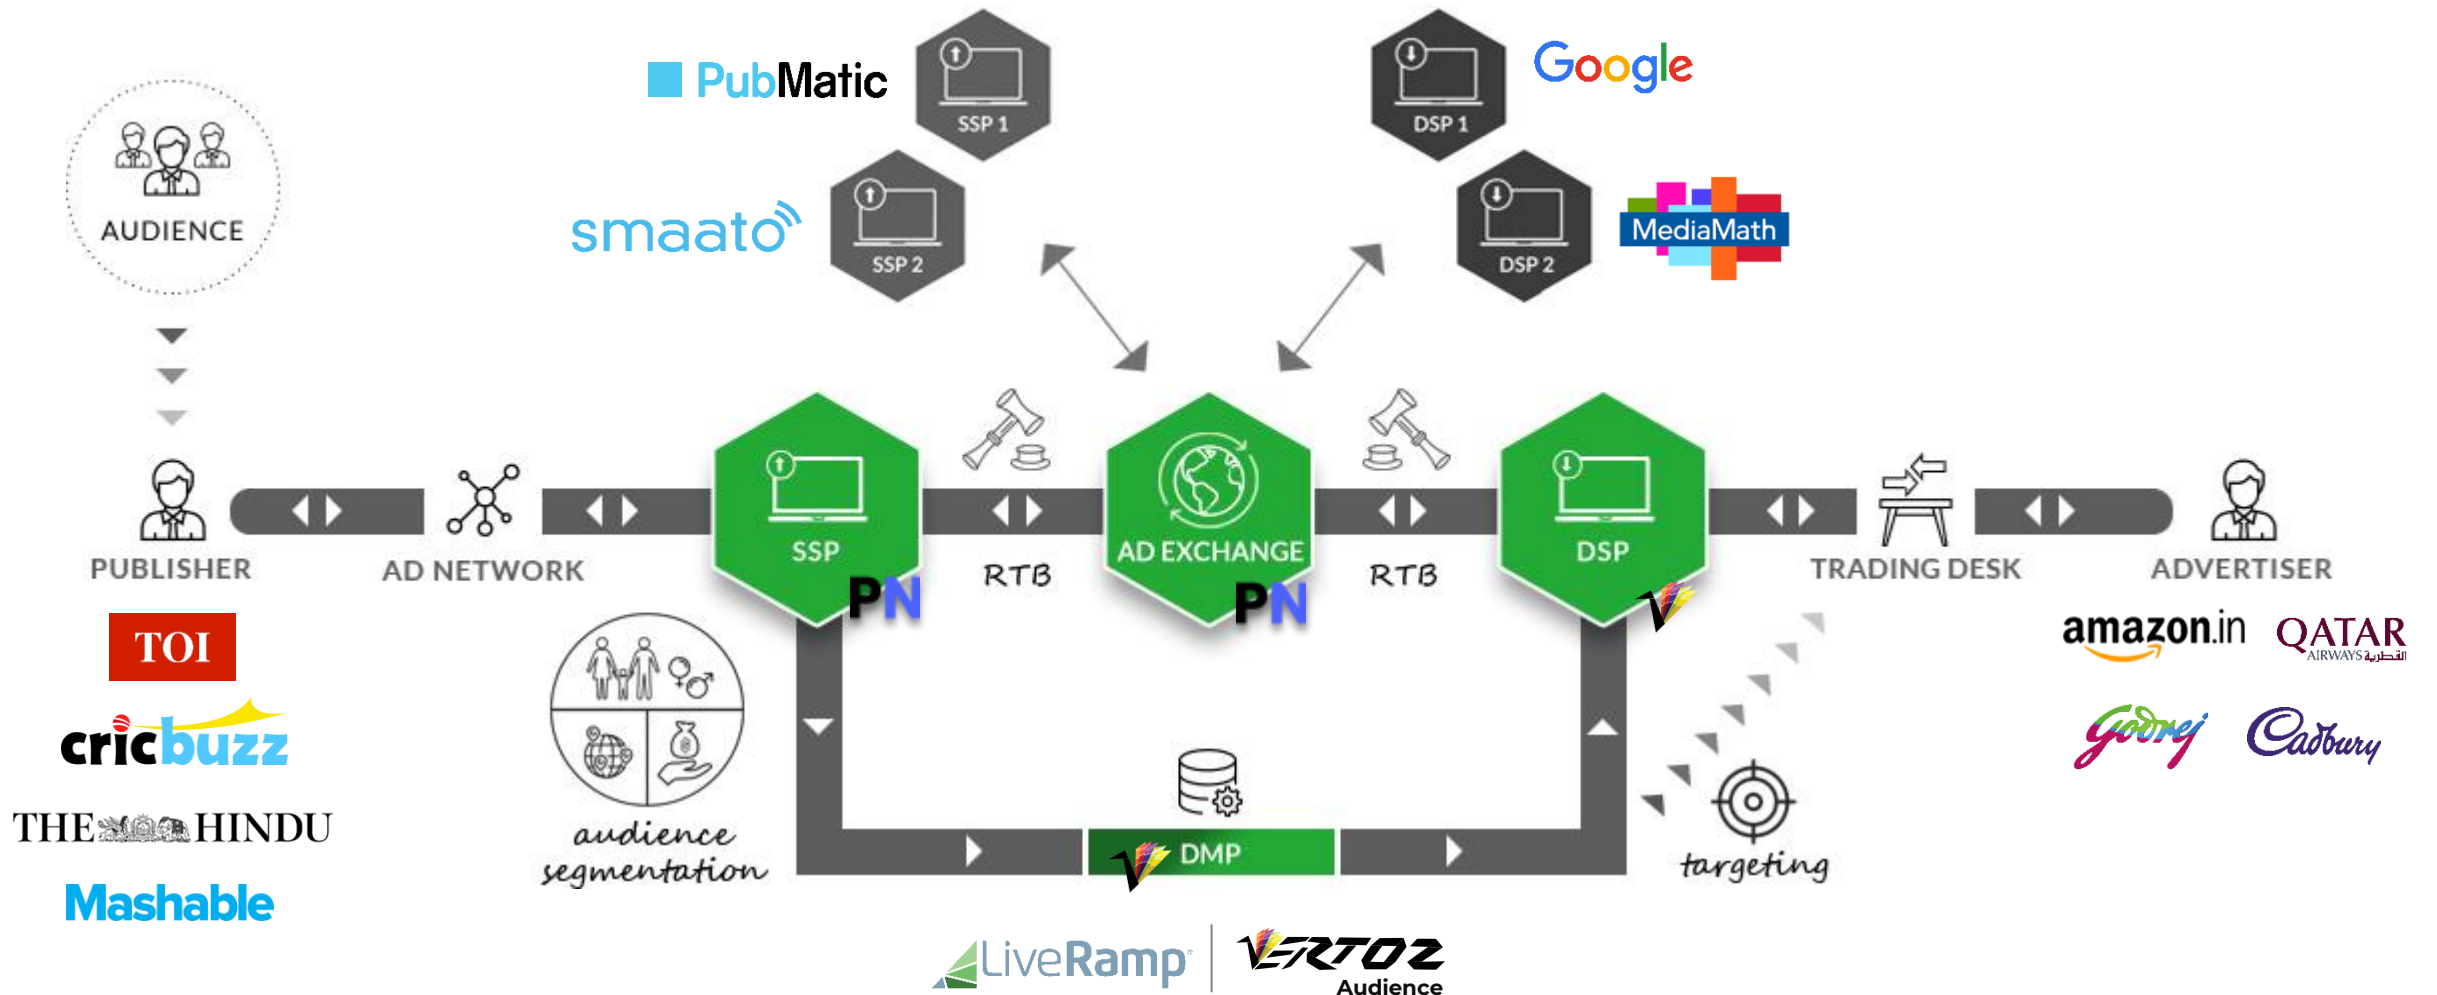 PubMatic
SSP 1
DSP 1
Google
AUDIENCE
smaato
SSP 2
DSP 2
MediaMath
PUBLISHER
AD NETWORK
SSP
PN
RTB
AD EXCHANGE
PN
RTB
DSP
TRADING DESK
ADVERTISER
TOI
cricbuzz
THE HINDU
Mashable
audience
segmentation
DMP
targeting
amazon.in
QATAR
AIRWAYS القطرية
Godrej
Cadbury
LiveRamp
VERTOZ
Audience